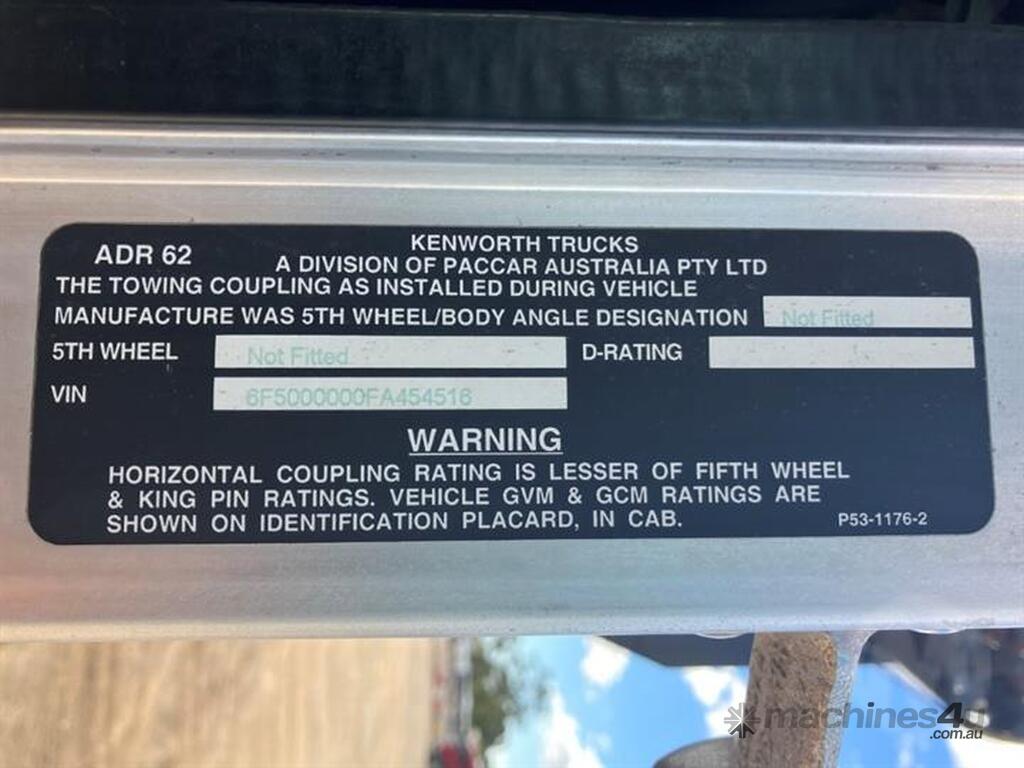 ADR 62
KENWORTH TRUCKS
A DIVISION OF PACCAR AUSTRALIA PTY LTD
THE TOWING COUPLING AS INSTALLED DURING VEHICLE
MANUFACTURE WAS 5TH WHEEL/BODY ANGLE DESIGNATION Not Fitted
5TH WHEEL Not Fitted D-RATING
VIN 6F5000000FA454516
WARNING
HORIZONTAL COUPLING RATING IS LESSER OF FIFTH WHEEL
& KING PIN RATINGS. VEHICLE GVM & GCM RATINGS ARE
SHOWN ON IDENTIFICATION PLACARD, IN CAB. P53-1176-2
machines4u
.com.au